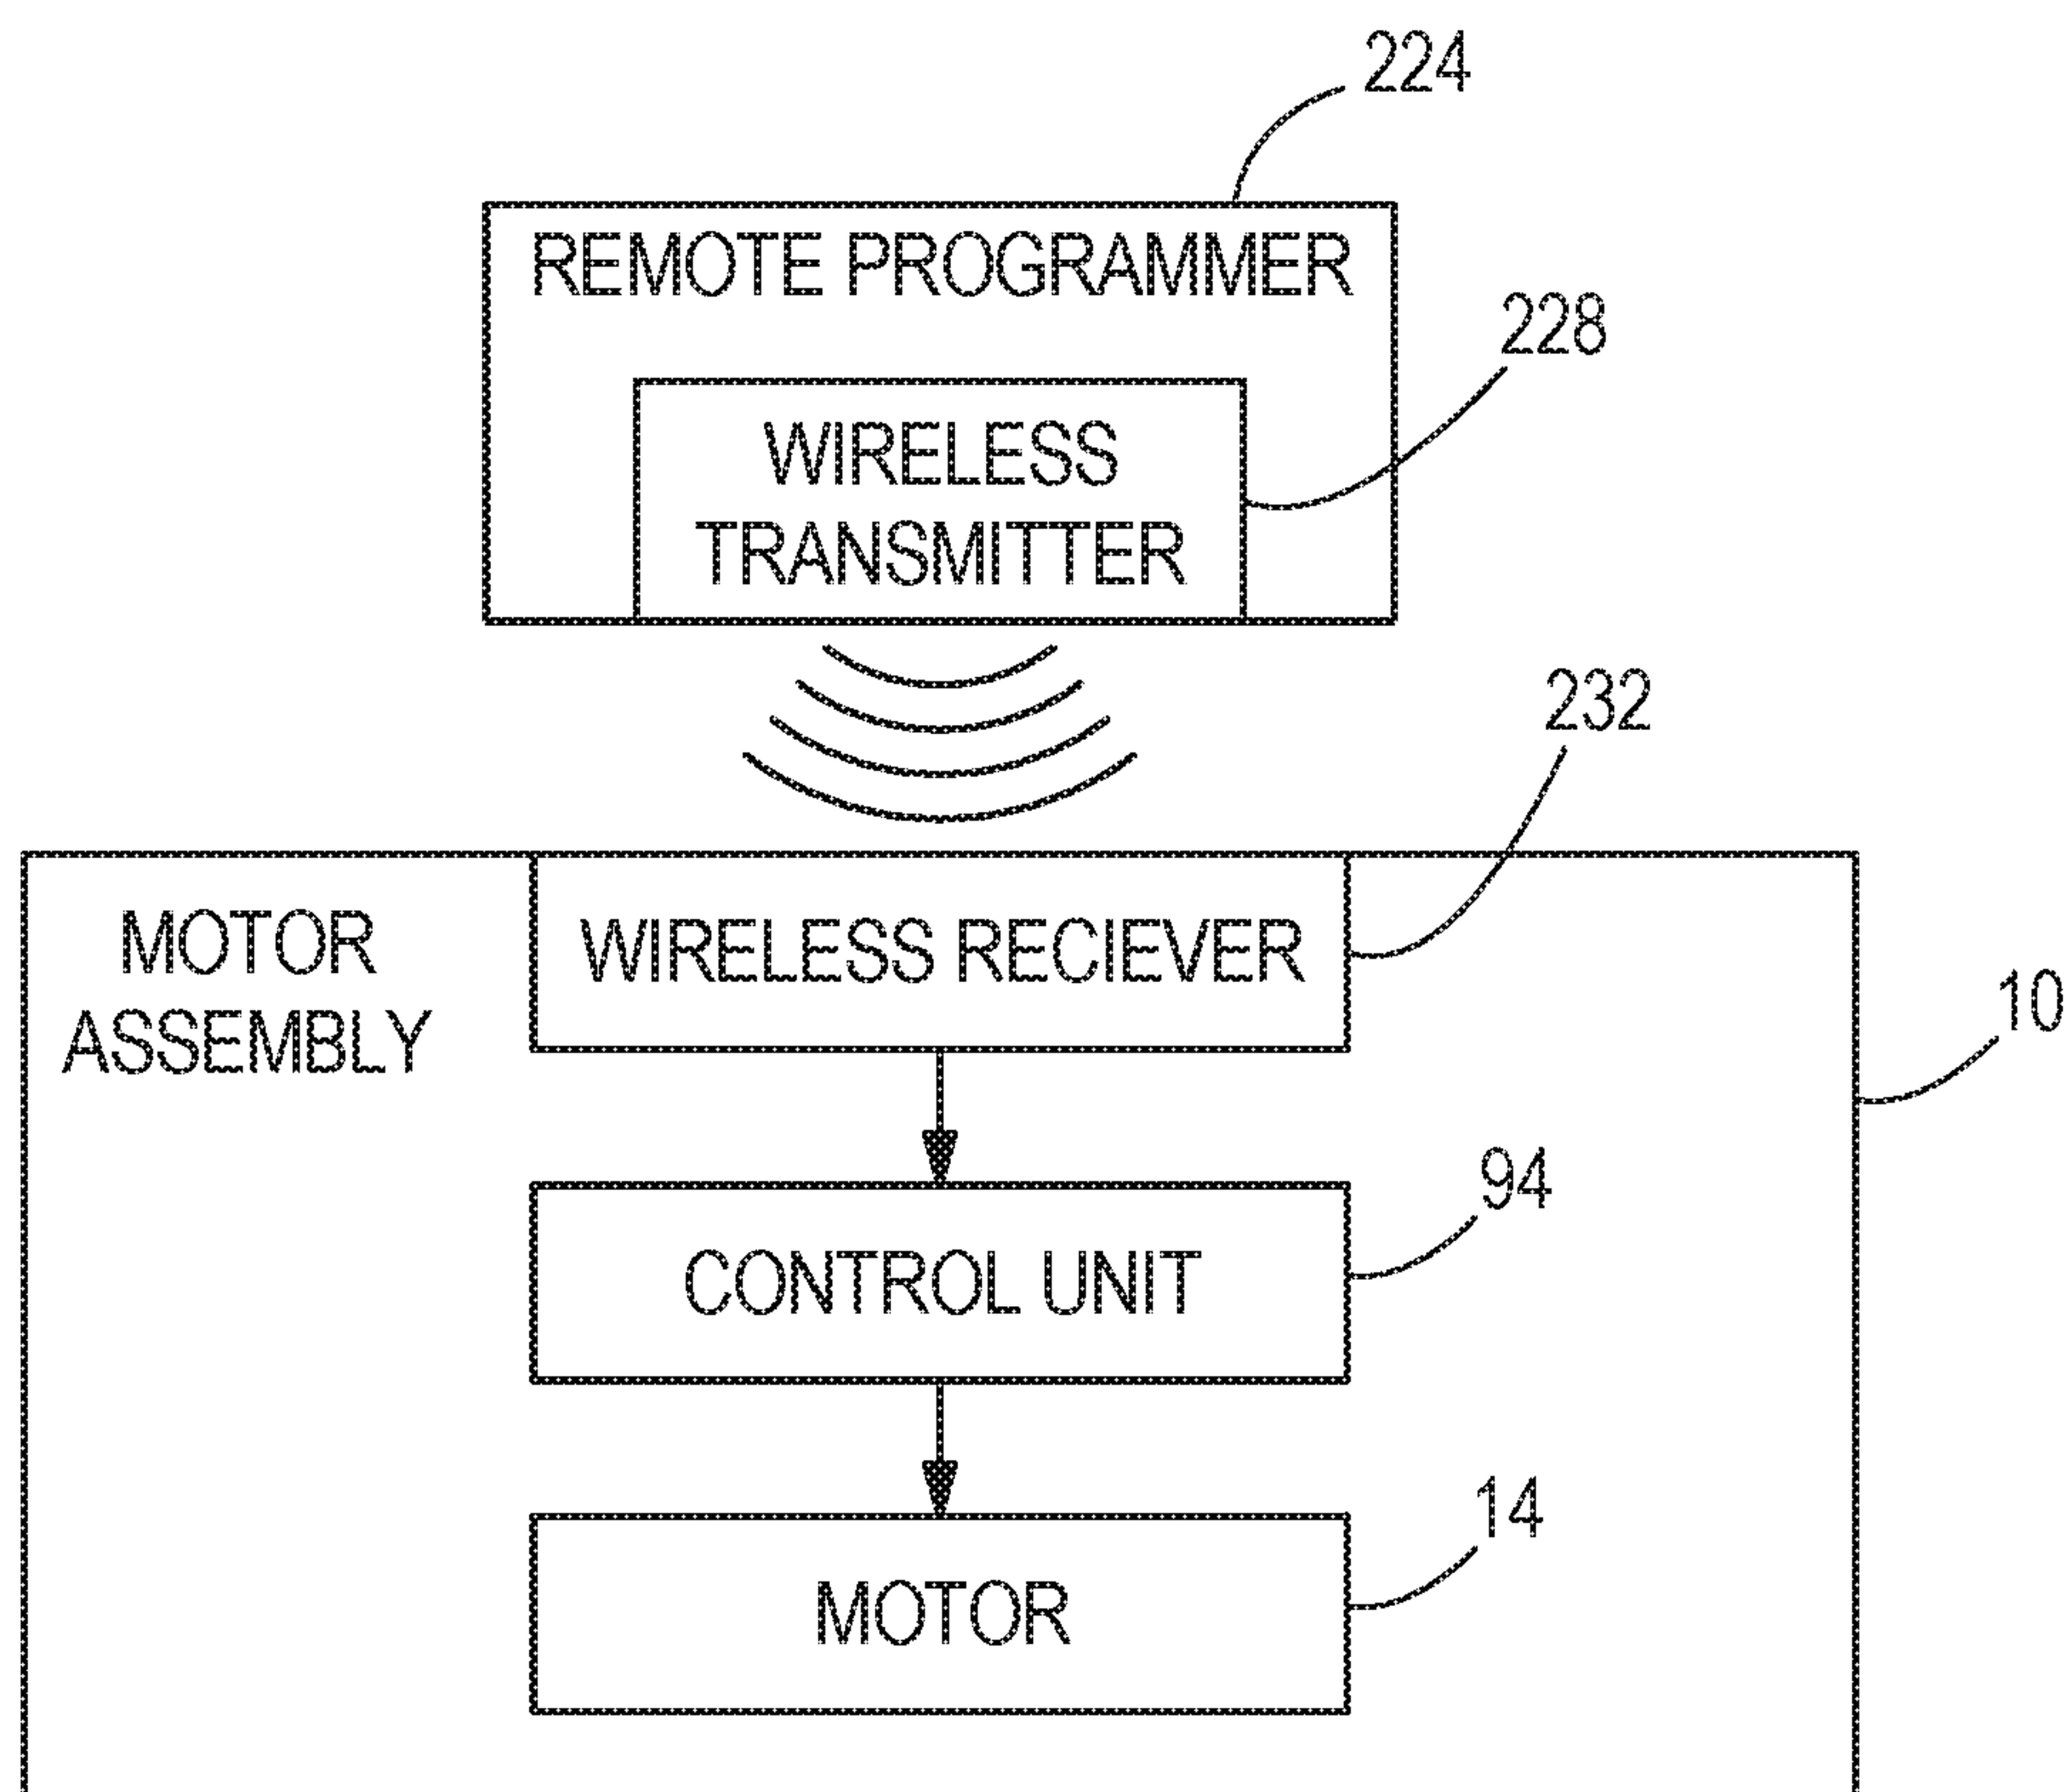 224
REMOTE PROGRAMMER
228
WIRELESS
TRANSMITTER
232
MOTOR
ASSEMBLY
WIRELESS RECIEVER
10
94
CONTROL UNIT
14
MOTOR